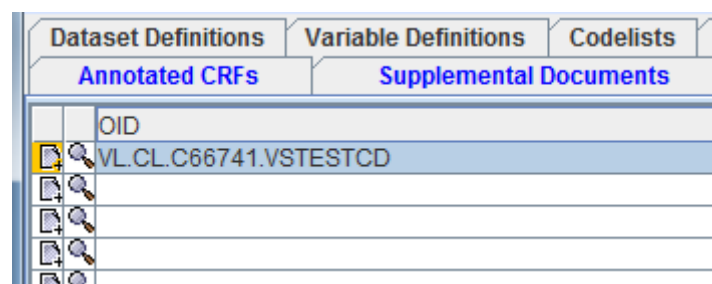 Dataset Definitions Variable Definitions Codelists
Annotated CRFs Supplemental Documents
OID
VL.CL.C66741.VSTESTCD